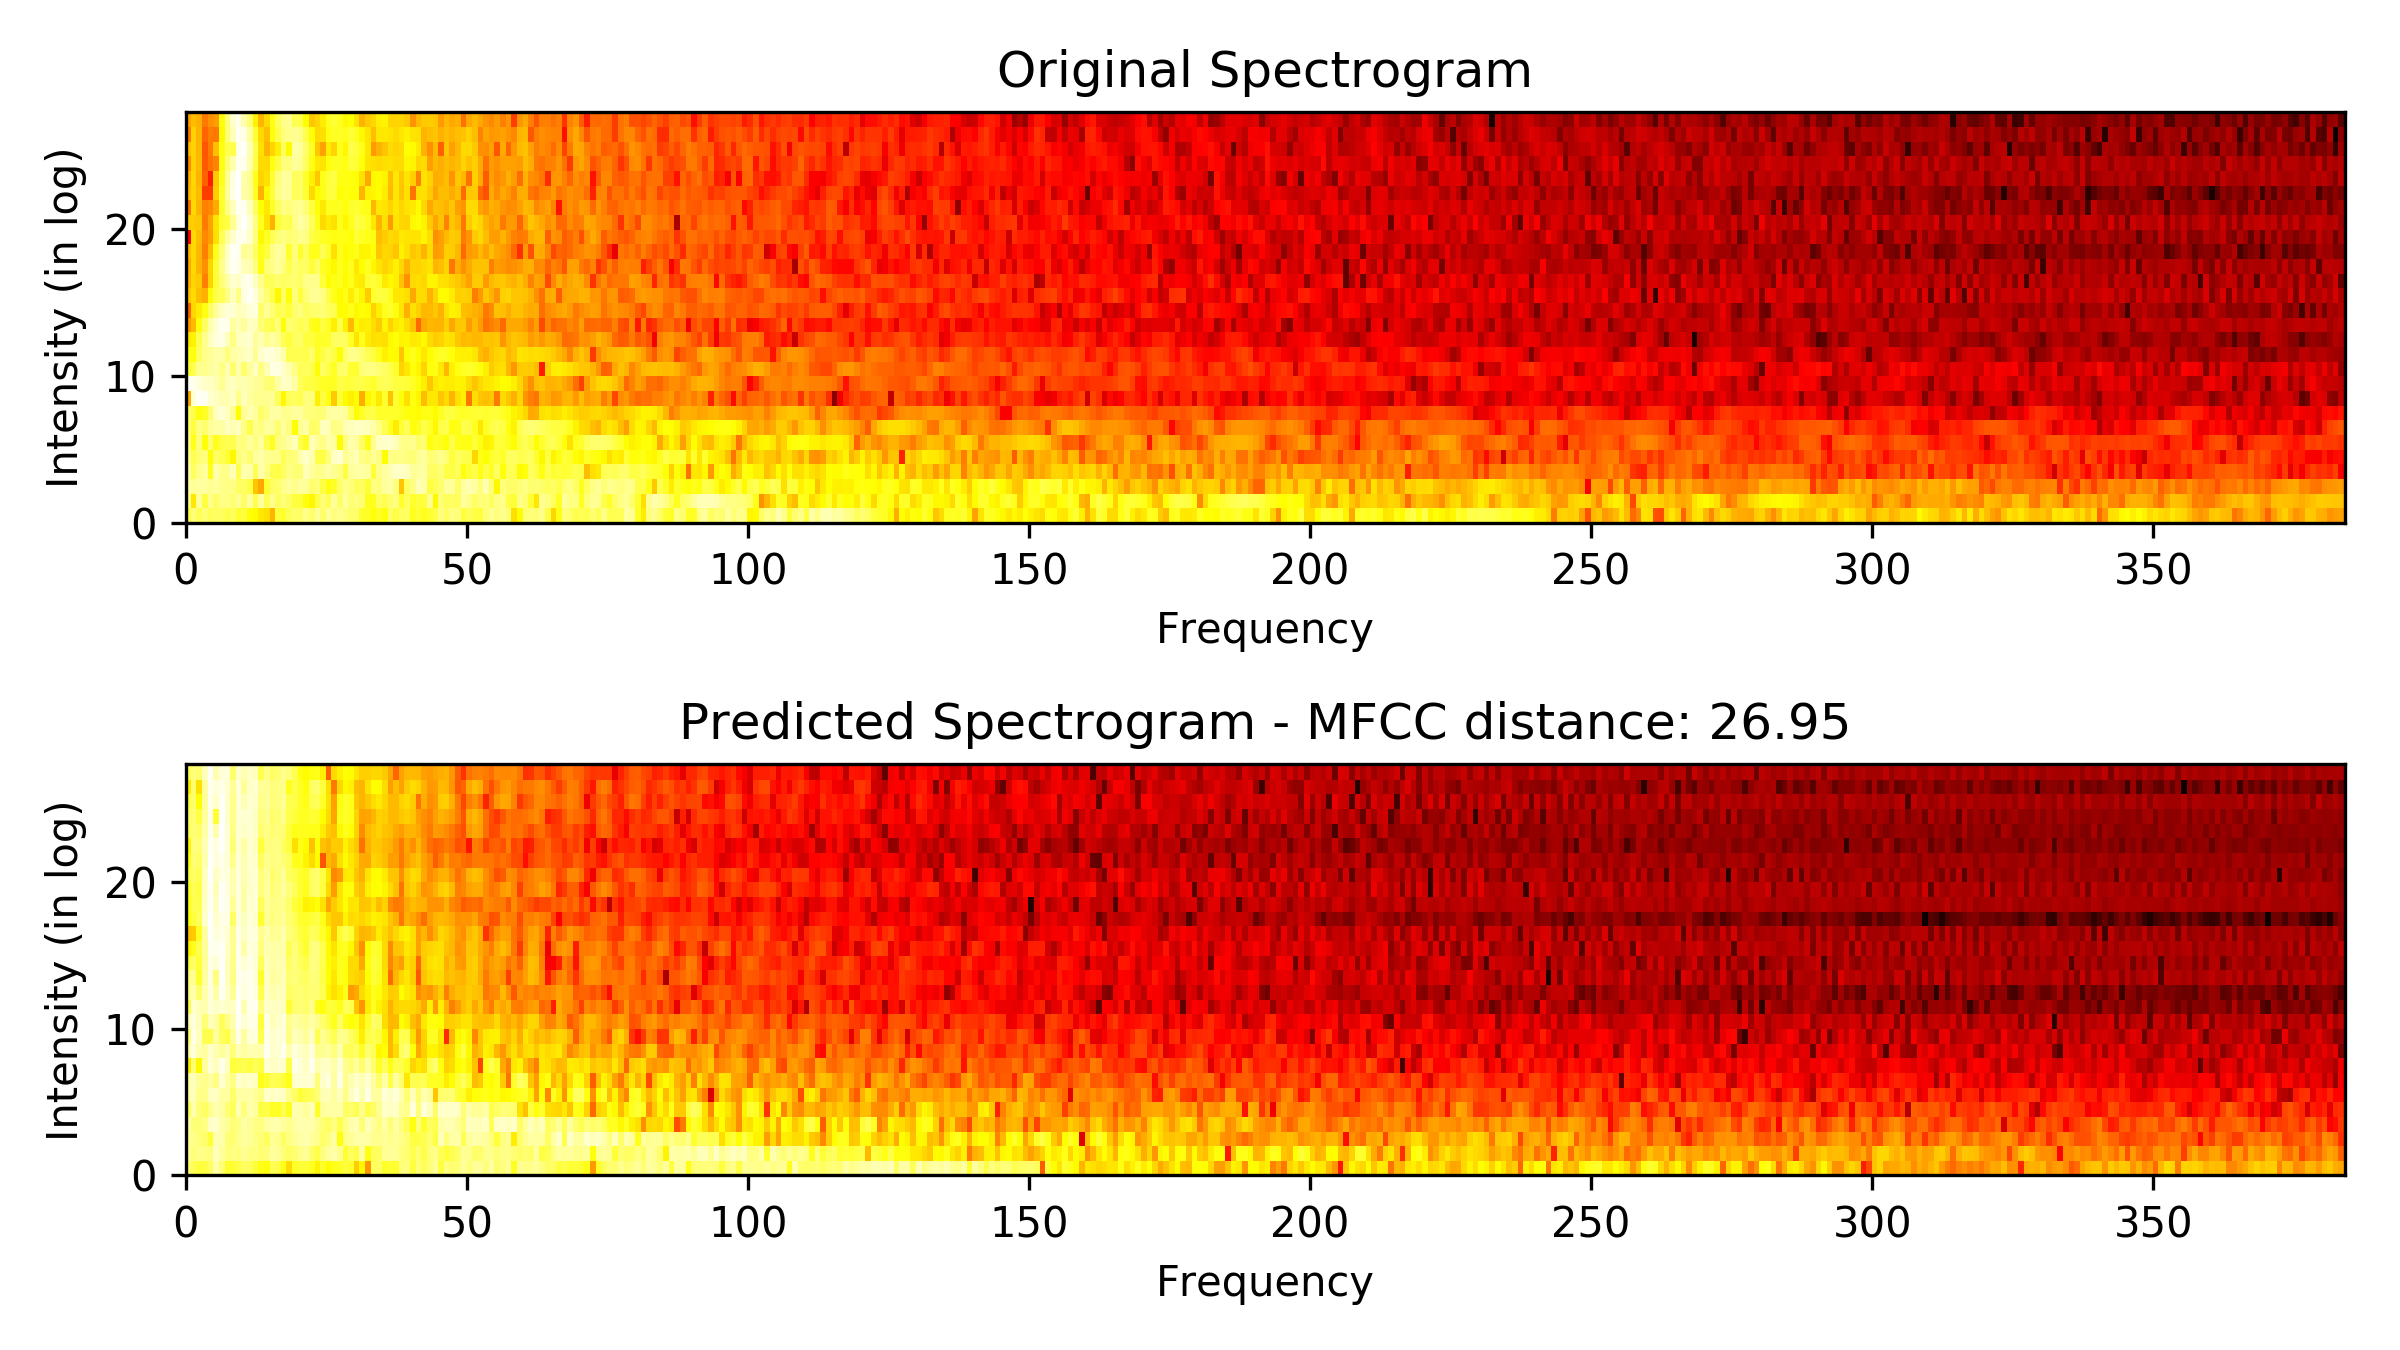 Original Spectrogram
Intensity (in log)
20
10
0
0 50 100 150 200 250 300 350
Frequency
Predicted Spectrogram - MFCC distance: 26.95
Intensity (in log)
20
10
0
0 50 100 150 200 250 300 350
Frequency